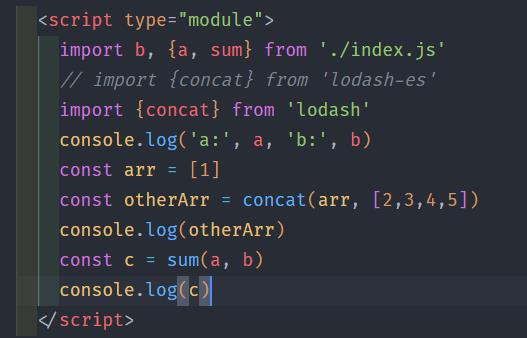 <script type="module">
import b, {a, sum} from './index.js'
// import {concat} from 'lodash-es'
import {concat} from 'lodash'
console.log('a:', a, 'b:', b)
const arr = [1]
const otherArr = concat(arr, [2,3,4,5])
console.log(otherArr)
const c = sum(a, b)
console.log(c)
</script>